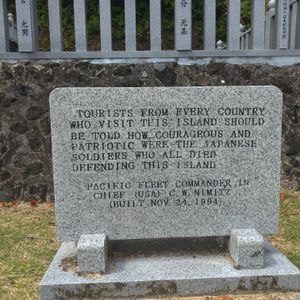 TOURISTS FROM EVERY COUNTRY
WHO VISIT THIS ISLAND SHOULD
BE TOLD HOW COURAGEOUS AND
PATRIOTIC WERE THE JAPANESE
SOLDIERS WHO ALL DIED
DEFENDING THIS ISLAND.
PACIFIC FLEET COMMANDER IN
CHIEF (USA) C. W. NIMITZ
(BUILT NOV. 24, 1994)